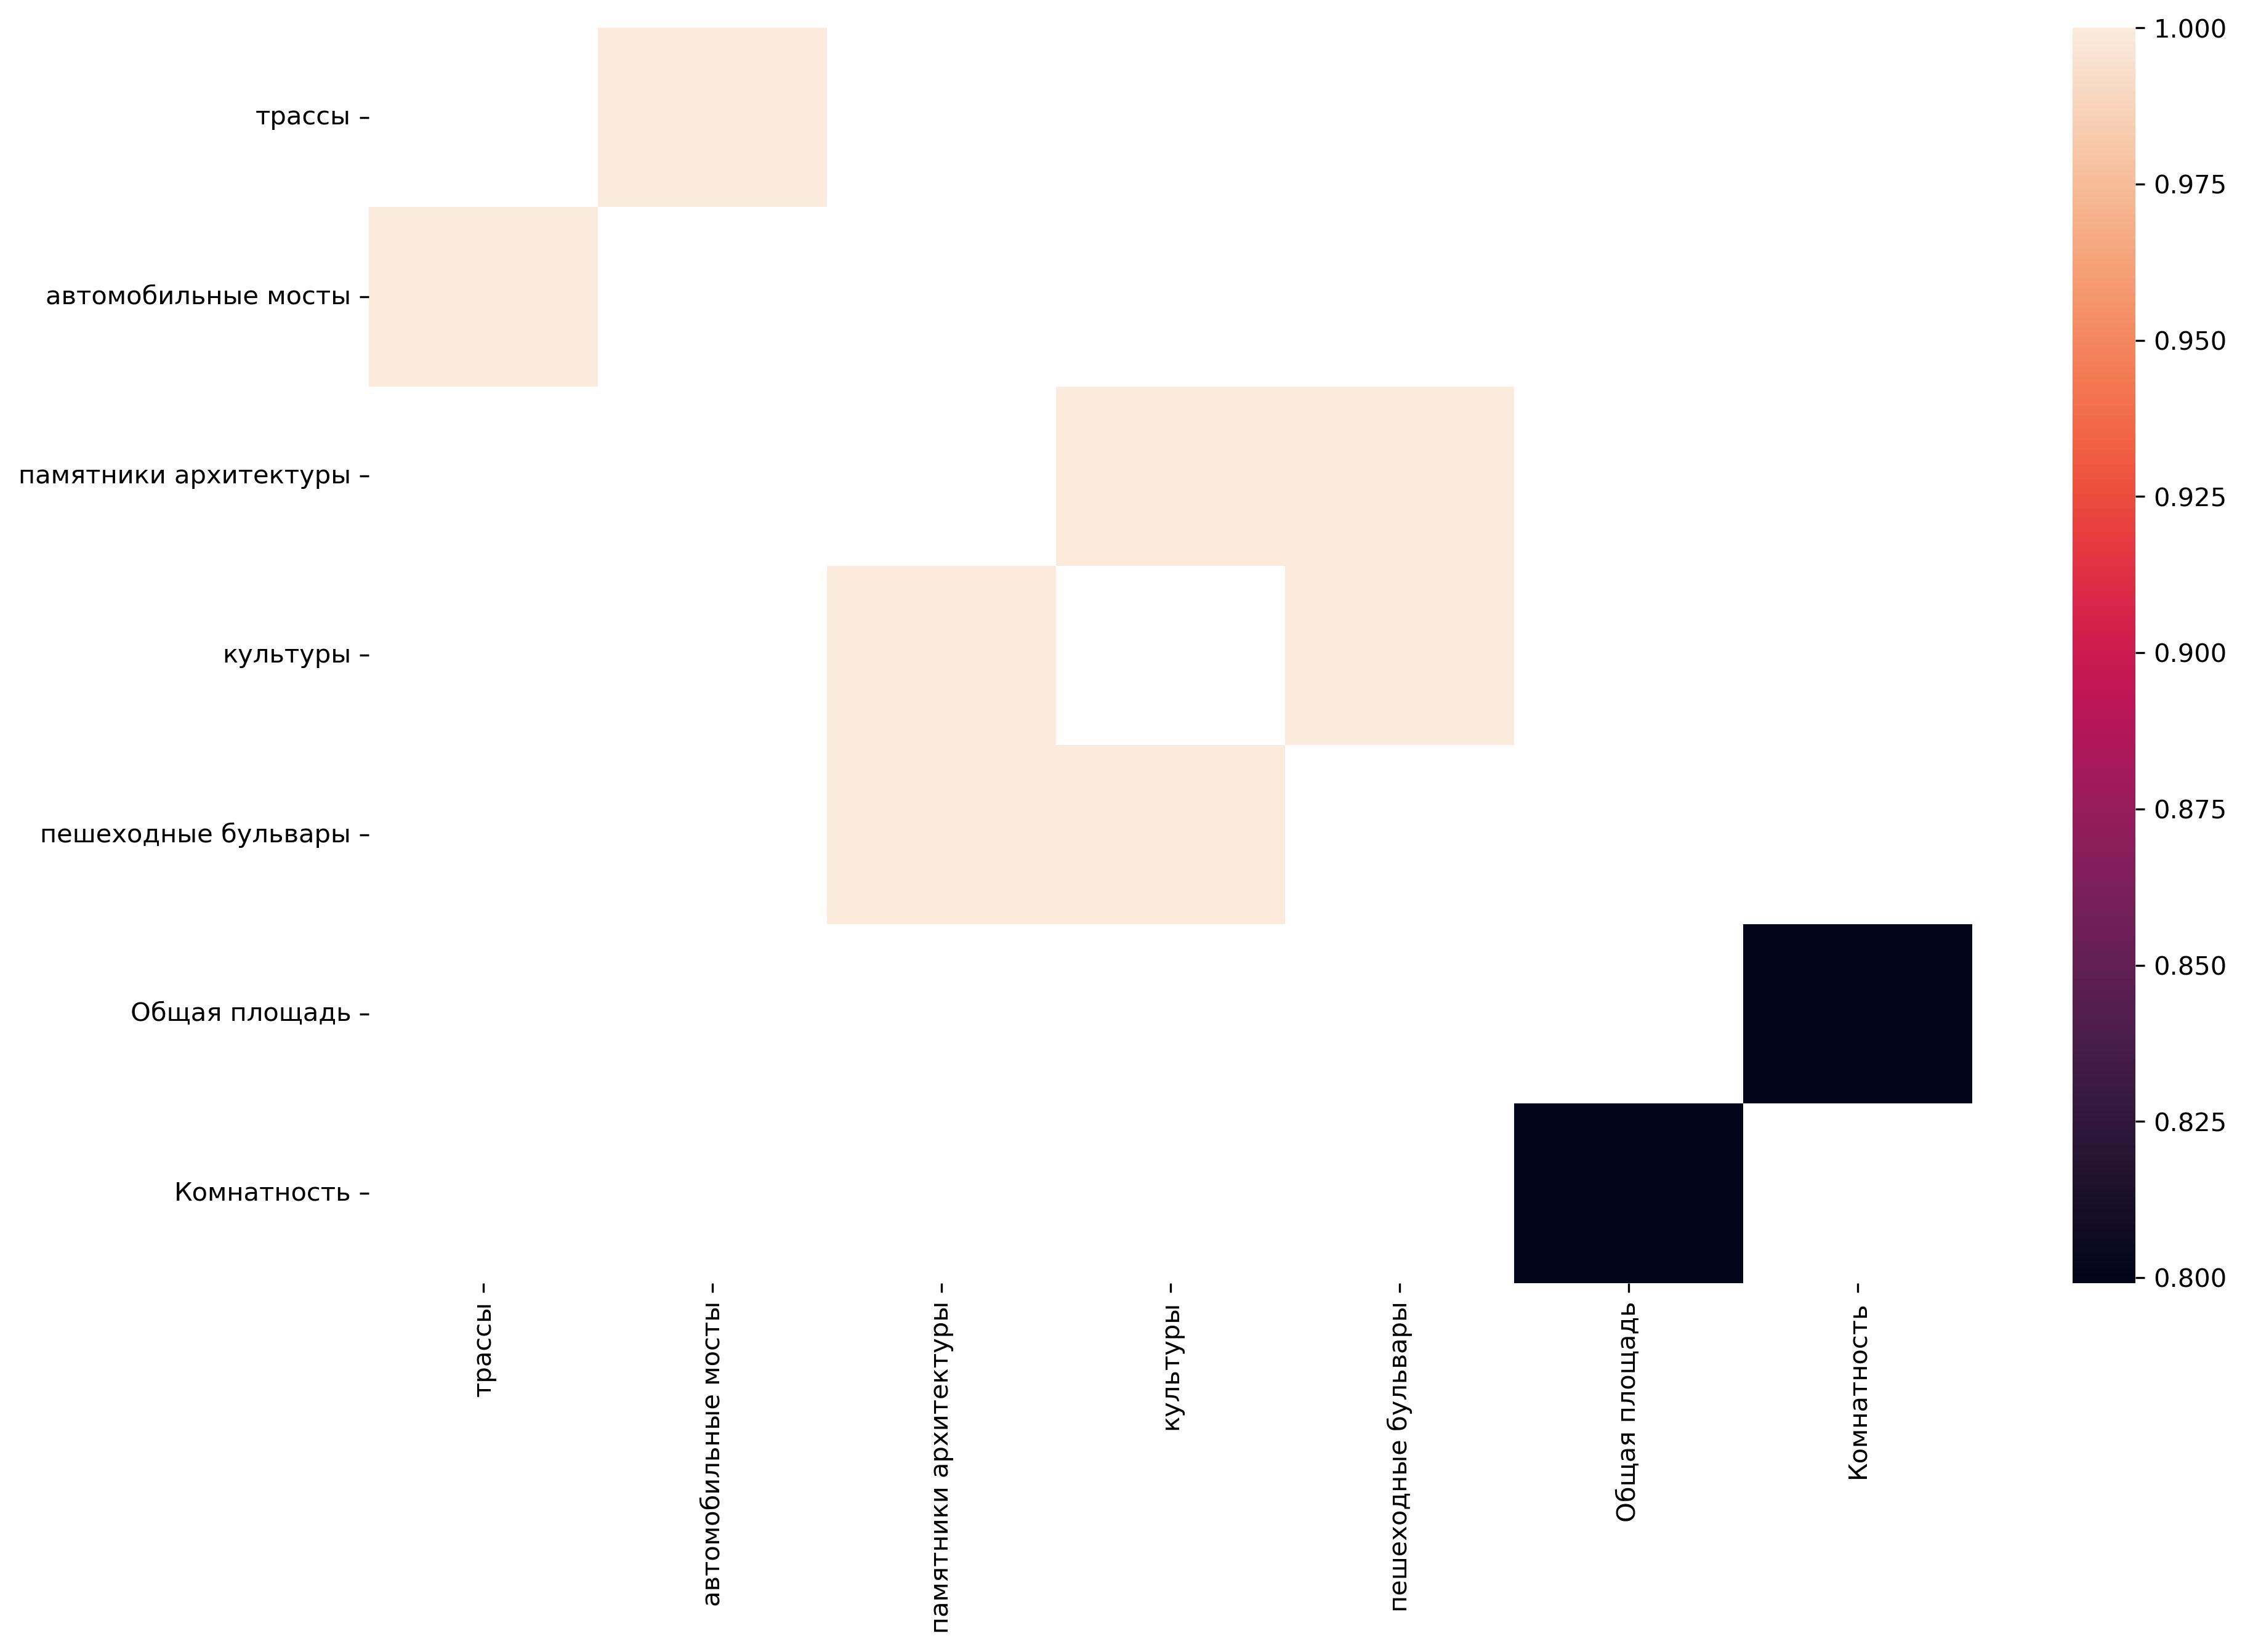 трассы
автомобильные мосты
памятники архитектуры
культуры
пешеходные бульвары
Общая площадь
Комнатность
трассы
автомобильные мосты
памятники архитектуры
культуры
пешеходные бульвары
Общая площадь
Комнатность
1.000
0.975
0.950
0.925
0.900
0.875
0.850
0.825
0.800